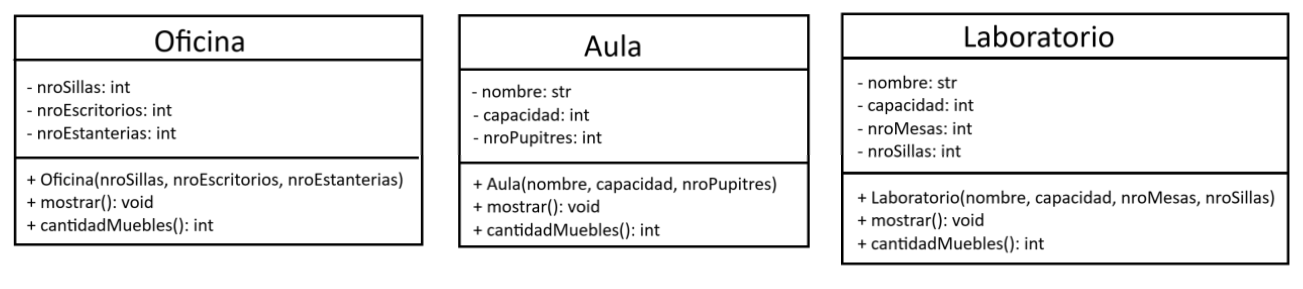 Oficina
- nroSillas: int
- nroEscritorios: int
- nroEstanterias: int
+ Oficina(nroSillas, nroEscritorios, nroEstanterias)
+ mostrar(): void
+ cantidadMuebles(): int
Aula
- nombre: str
- capacidad: int
- nroPupitres: int
+ Aula(nombre, capacidad, nroPupitres)
+ mostrar(): void
+ cantidadMuebles(): int
Laboratorio
- nombre: str
- capacidad: int
- nroMesas: int
- nroSillas: int
+ Laboratorio(nombre, capacidad, nroMesas, nroSillas)
+ mostrar(): void
+ cantidadMuebles(): int